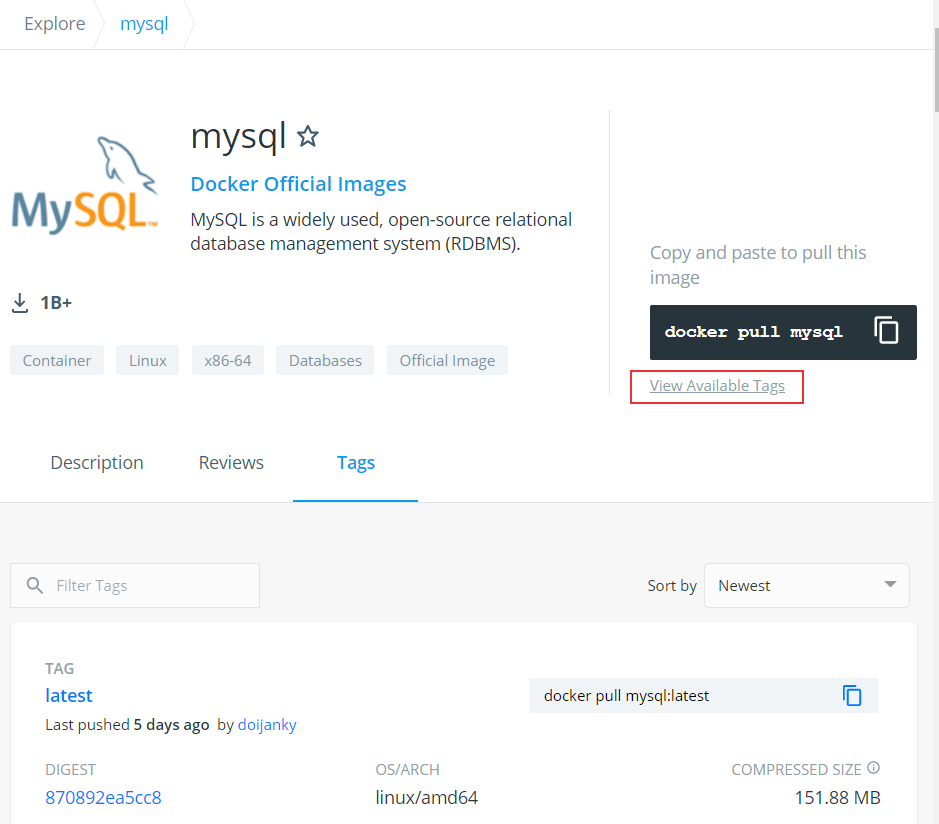 Explore
mysql
MySQL™
mysql
Docker Official Images
MySQL is a widely used, open-source relational
database management system (RDBMS).
1B+
Container
Linux
x86-64
Databases
Official Image
Copy and paste to pull this
image
docker pull mysql
View Available Tags
Description
Reviews
Tags
Filter Tags
Sort by
Newest
TAG
latest
Last pushed 5 days ago by doijanky
docker pull mysql:latest
DIGEST
OS/ARCH
COMPRESSED SIZE
870892ea5cc8
linux/amd64
151.88 MB